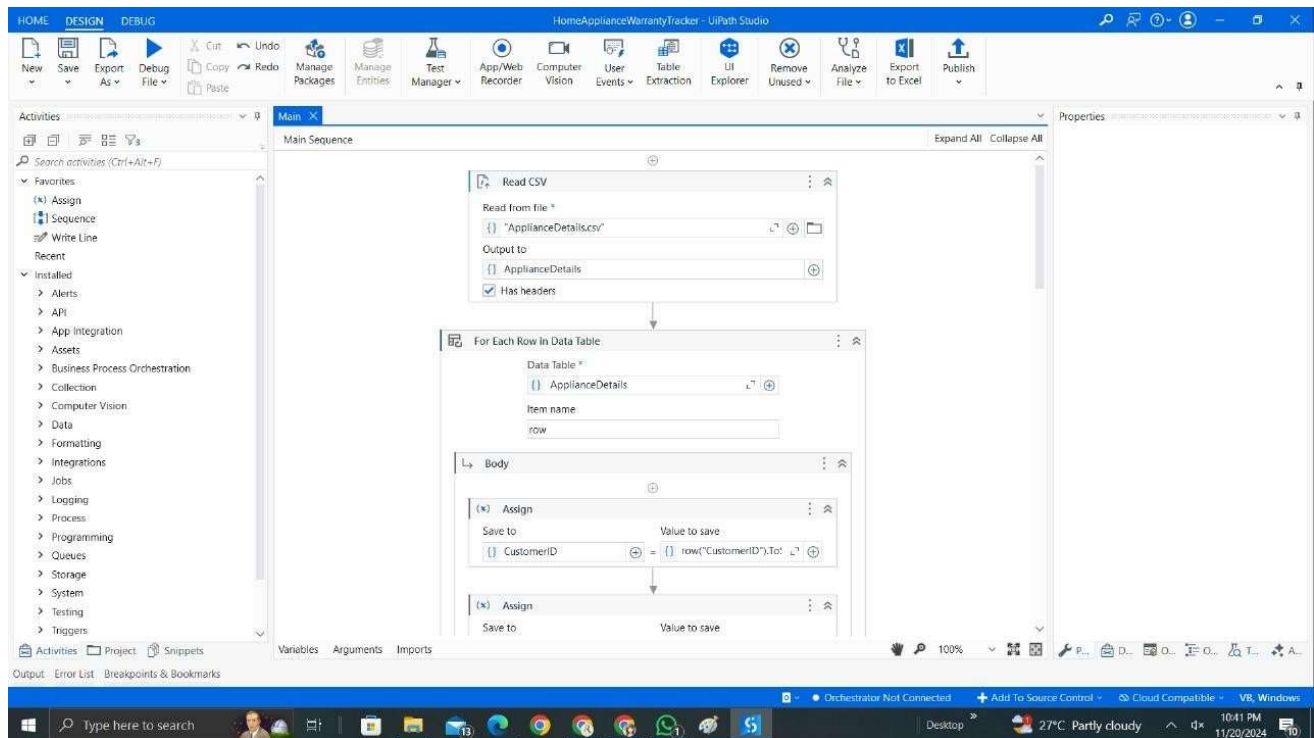 HOME DESIGN DEBUG HomeApplianceWarrantyTracker - UiPath Studio
New Save Export As Debug File Cut Copy Paste Undo Redo Manage Packages Manage Entities Test Manager App/Web Recorder Computer Vision User Events Table Extraction UI Explorer Remove Unused Analyze File Export to Excel Publish
Activities
Search activities (Ctrl+Alt+F)
Favorites
(x) Assign
Sequence
Write Line
Recent
Installed
Alerts
API
App Integration
Assets
Business Process Orchestration
Collection
Computer Vision
Data
Formatting
Integrations
Jobs
Logging
Process
Programming
Queues
Storage
System
Testing
Triggers
Activities Project Snippets
Main
Main Sequence Expand All Collapse All
Read CSV
Read from file *
{} "ApplianceDetails.csv"
Output to
{} ApplianceDetails
Has headers
For Each Row in Data Table
Data Table *
{} ApplianceDetails
Item name
row
Body
(x) Assign
Save to Value to save
{} CustomerID = {} row("CustomerID").ToS
(x) Assign
Save to Value to save
Variables Arguments Imports 100%
Properties
P... D... O... O... T... A...
Output Error List Breakpoints & Bookmarks
Orchestrator Not Connected Add To Source Control Cloud Compatible VB, Windows
Type here to search 13 1 Desktop 27°C Partly cloudy 10:41 PM 11/20/2024 10